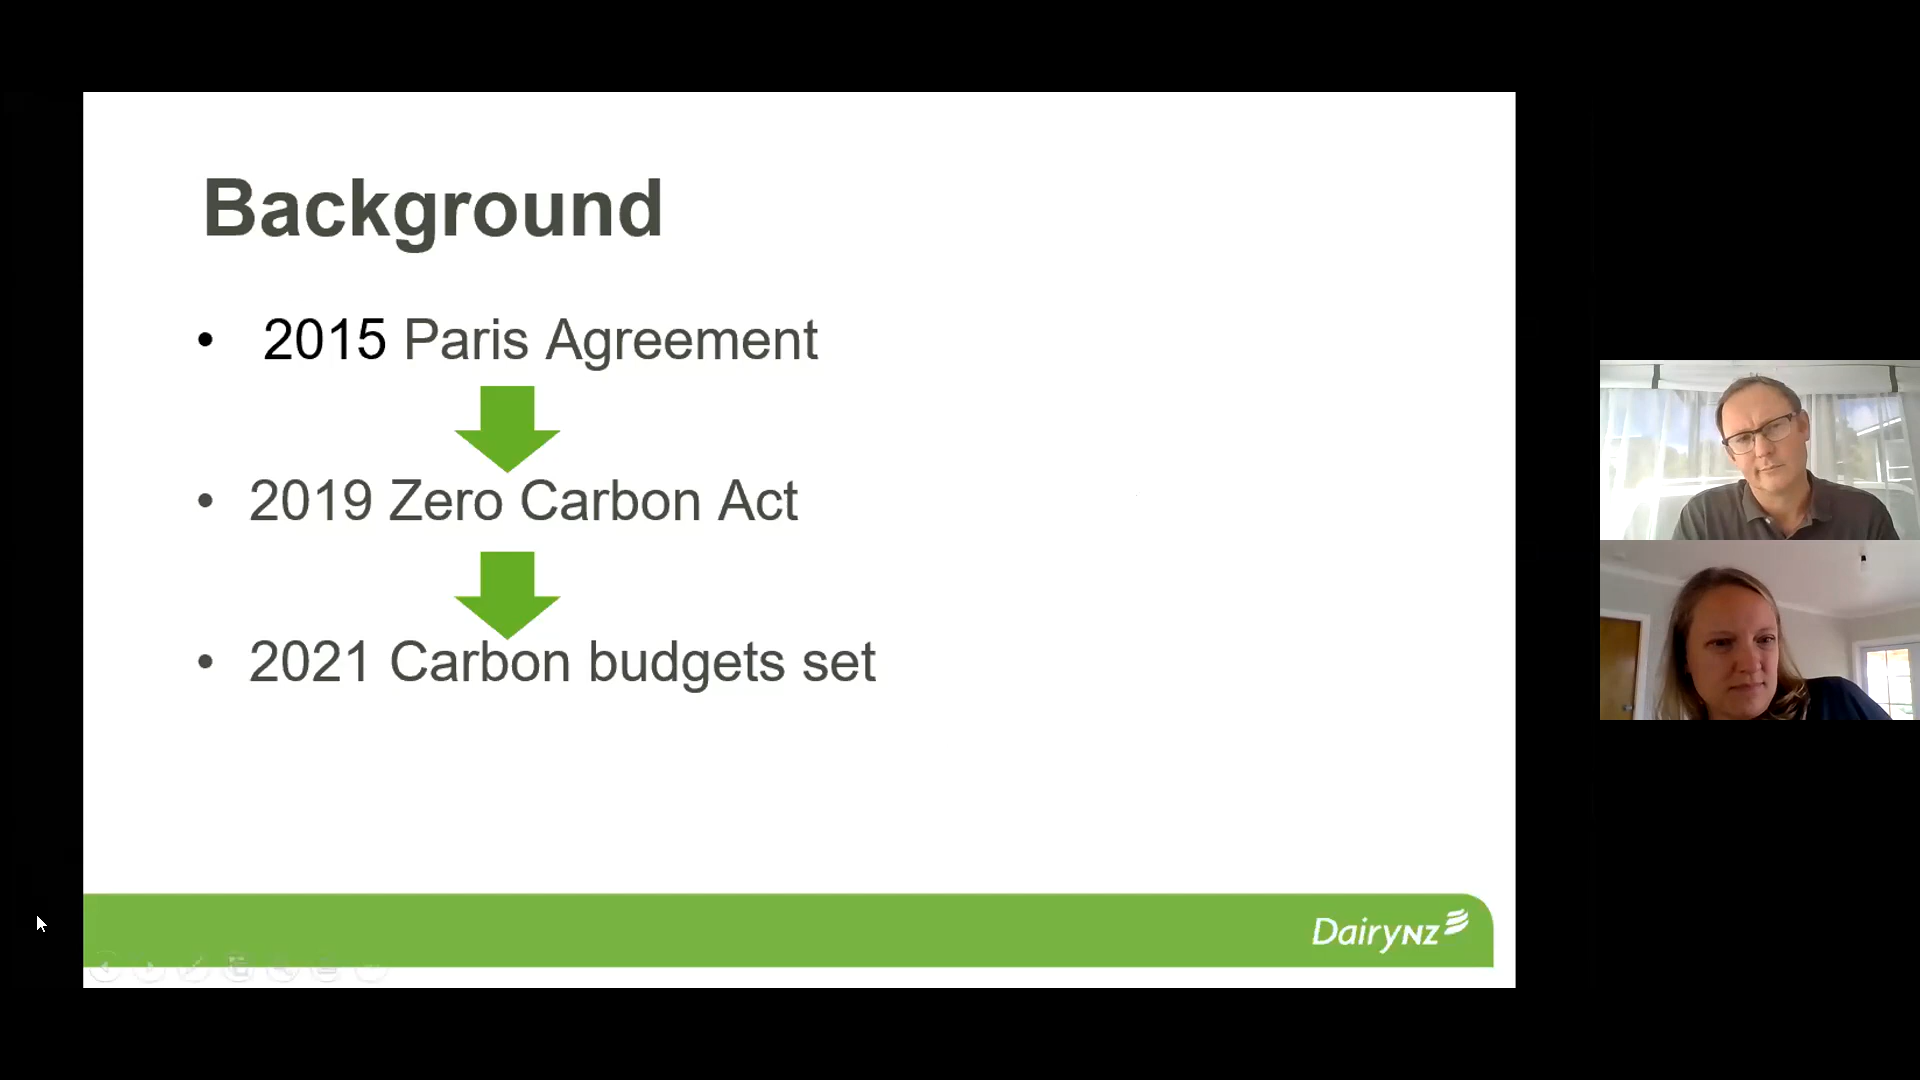 Background
• 2015 Paris Agreement
• 2019 Zero Carbon Act
• 2021 Carbon budgets set
DairyNZ